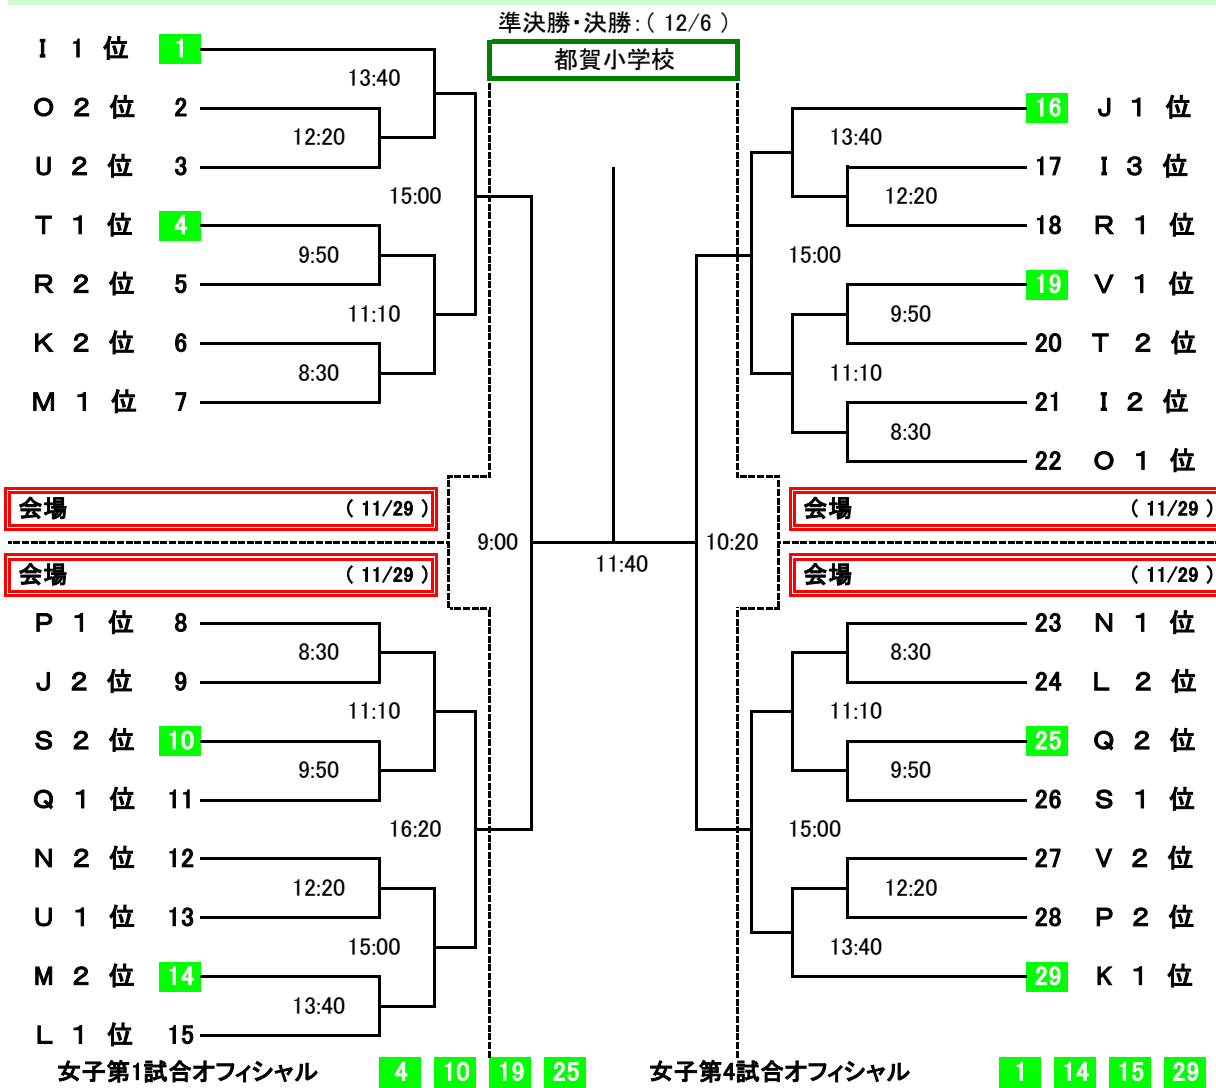 準決勝・決勝：（ 12/6 ）
都賀小学校
I 1 位 1
O 2 位 2
U 2 位 3
T 1 位 4
R 2 位 5
K 2 位 6
M 1 位 7
13:40
12:20
15:00
9:50
11:10
8:30
会場 （ 11/29 ）
会場 （ 11/29 ）
P 1 位 8
J 2 位 9
S 2 位 10
Q 1 位 11
N 2 位 12
U 1 位 13
M 2 位 14
L 1 位 15
8:30
11:10
9:50
16:20
12:20
15:00
13:40
9:00
11:40
10:20
16 J 1 位
17 I 3 位
18 R 1 位
19 V 1 位
20 T 2 位
21 I 2 位
22 O 1 位
13:40
12:20
15:00
9:50
11:10
8:30
会場 （ 11/29 ）
会場 （ 11/29 ）
23 N 1 位
24 L 2 位
25 Q 2 位
26 S 1 位
27 V 2 位
28 P 2 位
29 K 1 位
8:30
11:10
9:50
15:00
12:20
13:40
女子第1試合オフィシャル 4 10 19 25
女子第4試合オフィシャル 1 14 15 29